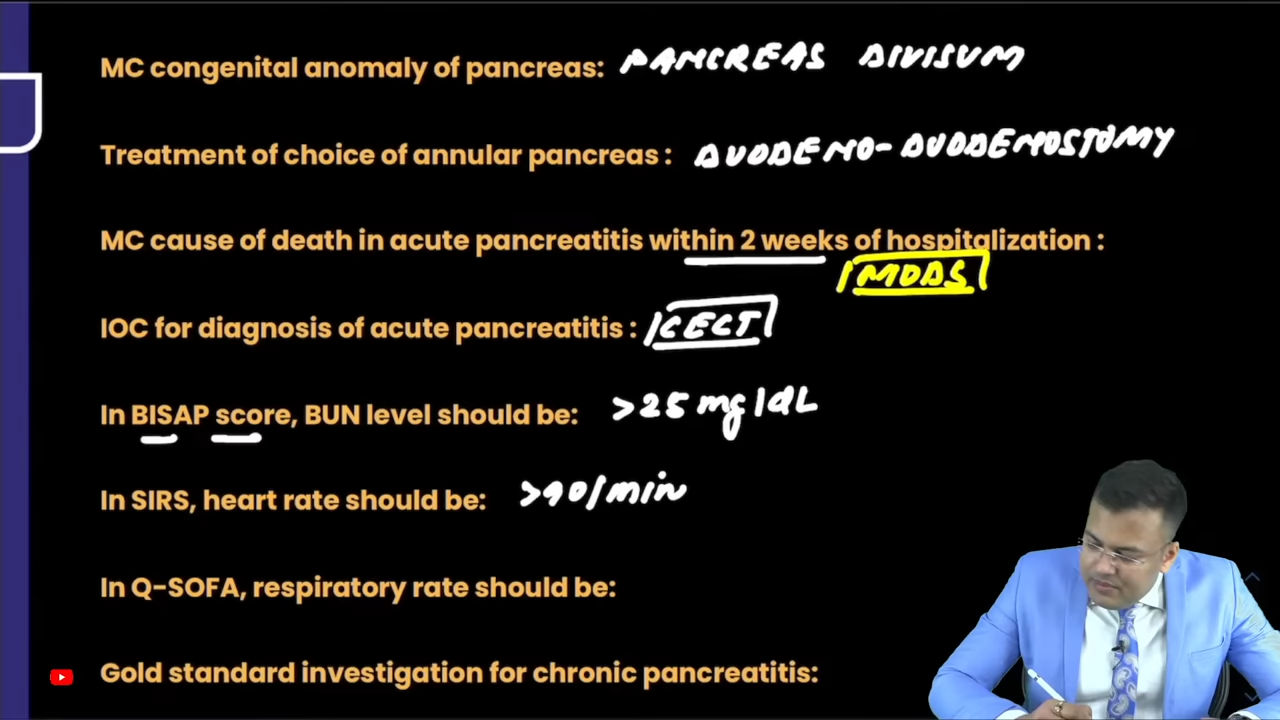 MC congenital anomaly of pancreas: PANCREAS DIVISUM
Treatment of choice of annular pancreas : DUODENO-DUODENOSTOMY
MC cause of death in acute pancreatitis within 2 weeks of hospitalization :
MODS
IOC for diagnosis of acute pancreatitis : CECT
In BISAP score, BUN level should be: >25 mg/dL
In SIRS, heart rate should be: >90/min
In Q-SOFA, respiratory rate should be:
Gold standard investigation for chronic pancreatitis: